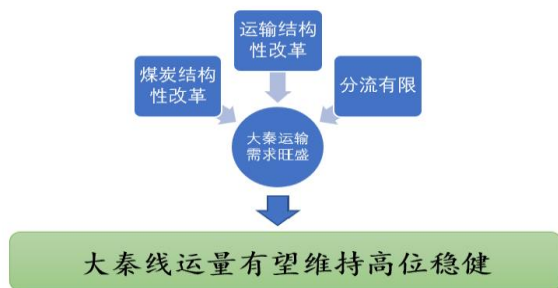 运输结构
性改革
煤炭结构
性改革
分流有限
大秦运输
需求旺盛
大秦线运量有望维持高位稳健